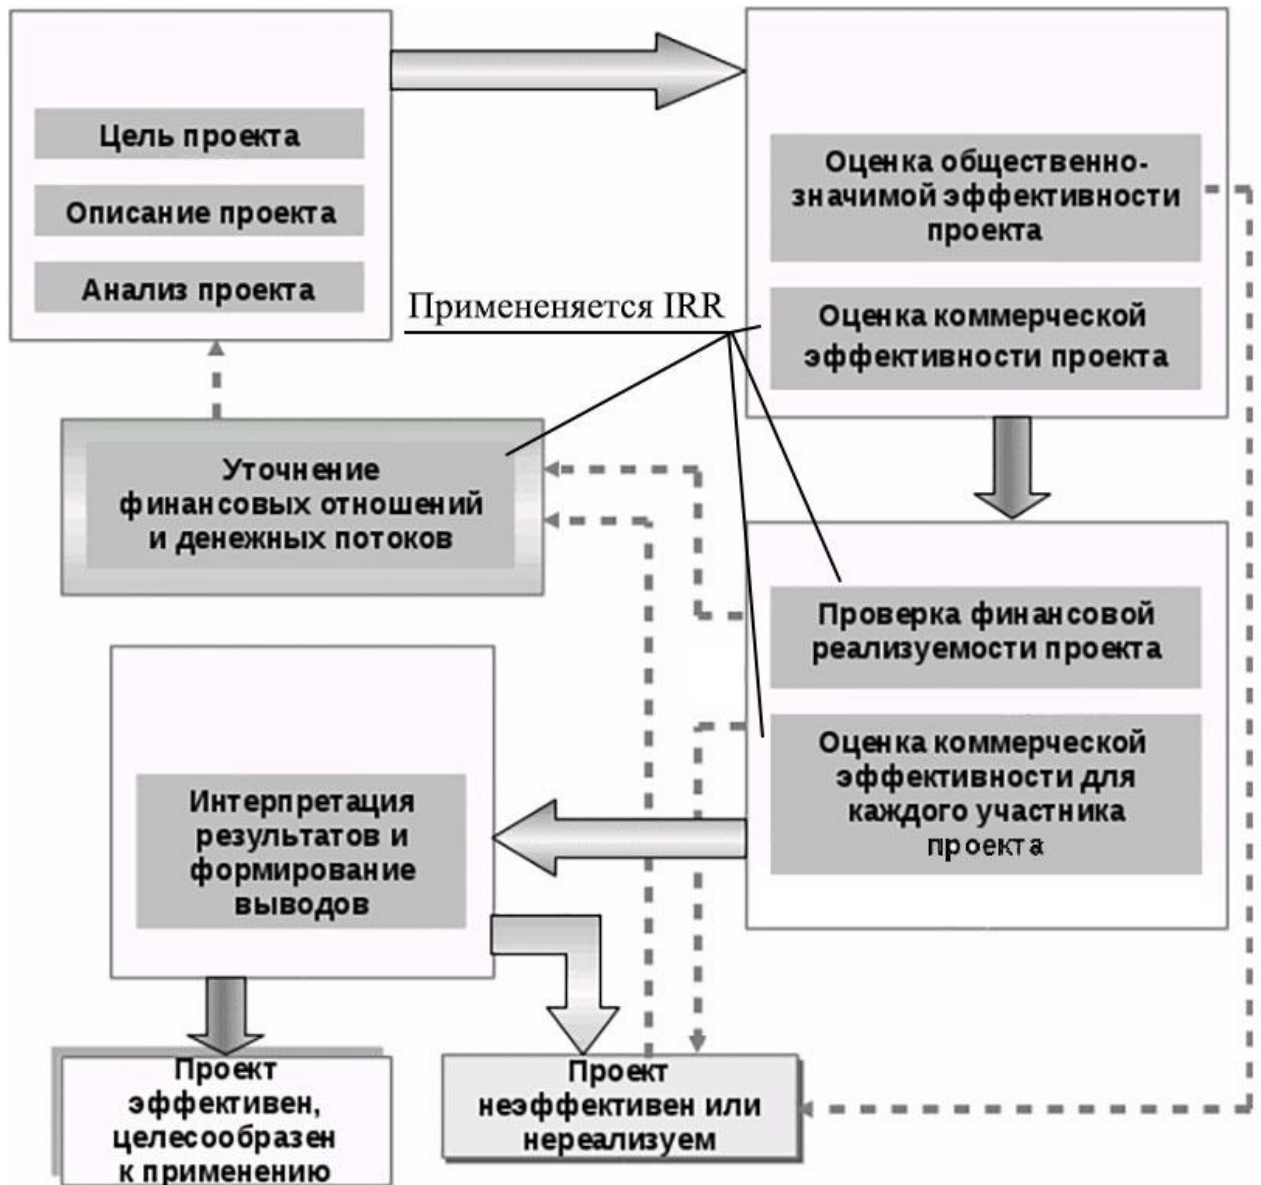 Цель проекта
Описание проекта
Анализ проекта
Оценка общественно-
значимой эффективности
проекта
Оценка коммерческой
эффективности проекта
Примененяется IRR
Уточнение
финансовых отношений
и денежных потоков
Проверка финансовой
реализуемости проекта
Оценка коммерческой
эффективности для
каждого участника
проекта
Интерпретация
результатов и
формирование
выводов
Проект
эффективен,
целесообразен
к применению
Проект
неэффективен или
нереализуем